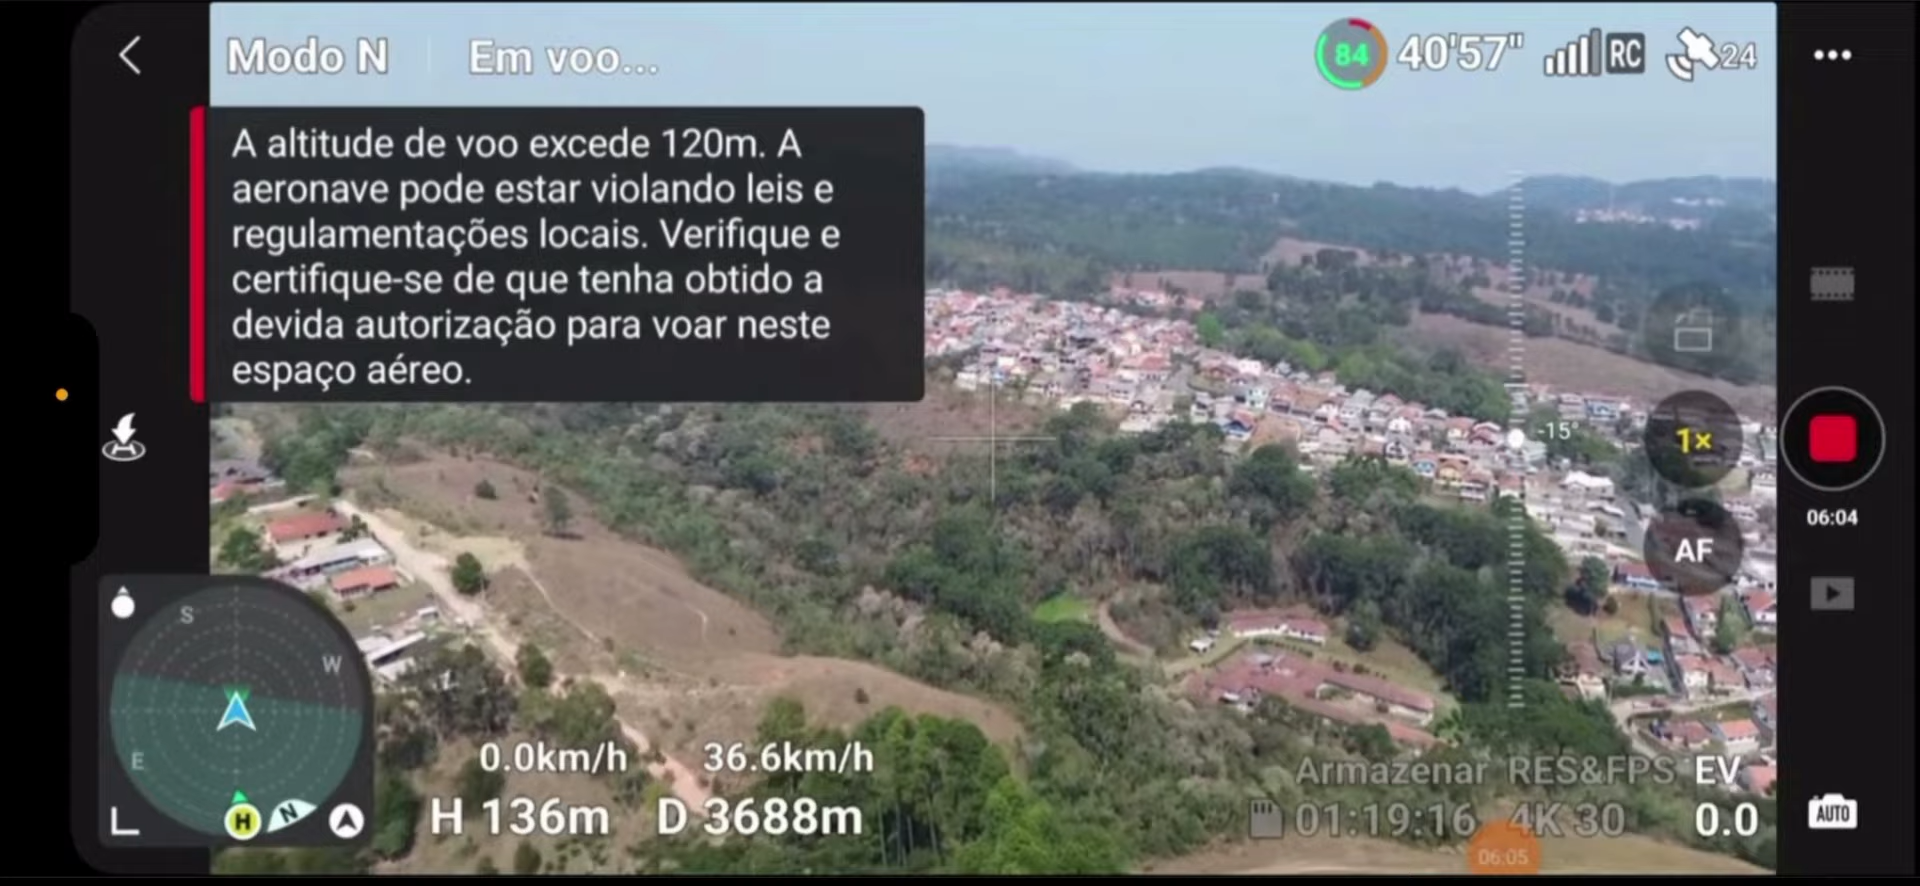 Modo N
Em voo...
84
40'57"
RC
24
A altitude de voo excede 120m. A
aeronave pode estar violando leis e
regulamentações locais. Verifique e
certifique-se de que tenha obtido a
devida autorização para voar neste
espaço aéreo.
-15°
1×
06:04
AF
S
W
E
N
H
0.0km/h
36.6km/h
H 136m
D 3688m
Armazenar
RES&FPS
EV
01:19:16
4K 30
0.0
AUTO
06:05